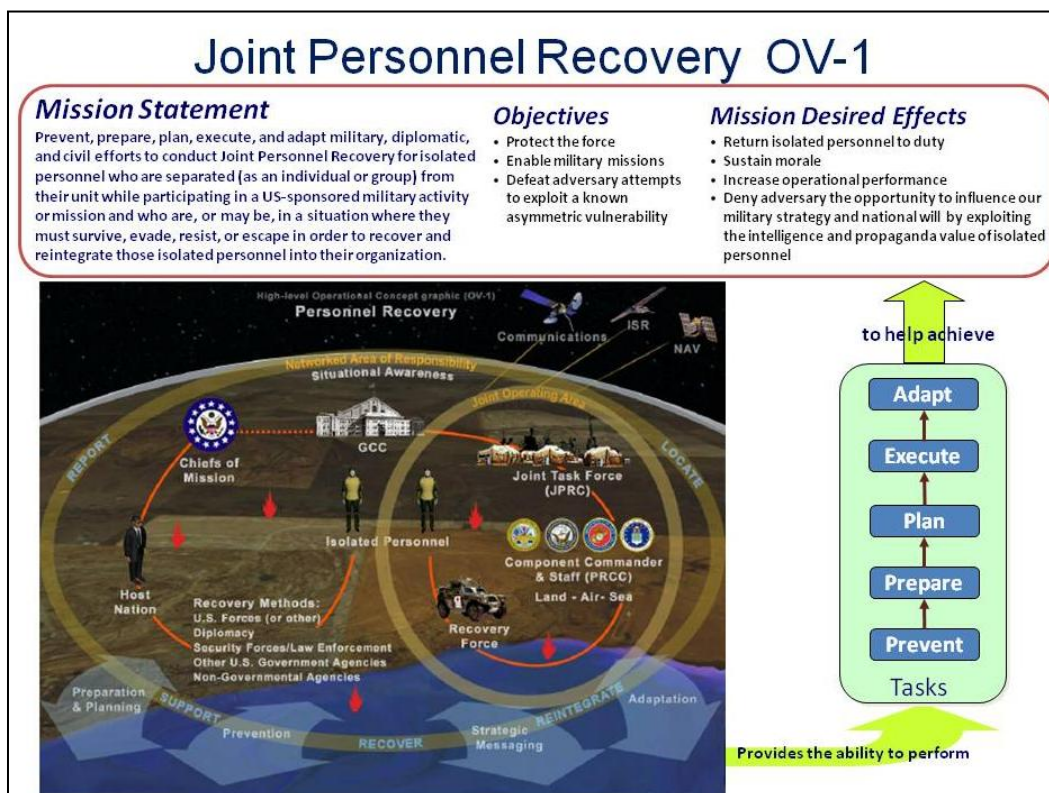 Joint Personnel Recovery OV-1
Mission Statement
Prevent, prepare, plan, execute, and adapt military, diplomatic,
and civil efforts to conduct Joint Personnel Recovery for isolated
personnel who are separated (as an individual or group) from
their unit while participating in a US-sponsored military activity
or mission and who are, or may be, in a situation where they
must survive, evade, resist, or escape in order to recover and
reintegrate those isolated personnel into their organization.
Objectives
• Protect the force
• Enable military missions
• Defeat adversary attempts
to exploit a known
asymmetric vulnerability
Mission Desired Effects
• Return isolated personnel to duty
• Sustain morale
• Increase operational performance
• Deny adversary the opportunity to influence our
military strategy and national will by exploiting
the intelligence and propaganda value of isolated
personnel
High-level Operational Concept graphic (OV-1)
Personnel Recovery
Communications
ISR
NAV
Networked Area of Responsibility
Situational Awareness
Joint Operating Area
REPORT
LOCATE
Chiefs of
Mission
GCC
Joint Task Force
(JPRC)
Isolated Personnel
Component Commander
& Staff (PRCC)
Land - Air- Sea
Host
Nation
Recovery Methods:
U.S. Forces (or other)
Diplomacy
Security Forces/Law Enforcement
Other U.S. Government Agencies
Non-Governmental Agencies
Recovery
Force
Preparation
& Planning
SUPPORT
Prevention
RECOVER
Strategic
Messaging
REINTEGRATE
Adaptation
to help achieve
Adapt
Execute
Plan
Prepare
Prevent
Tasks
Provides the ability to perform